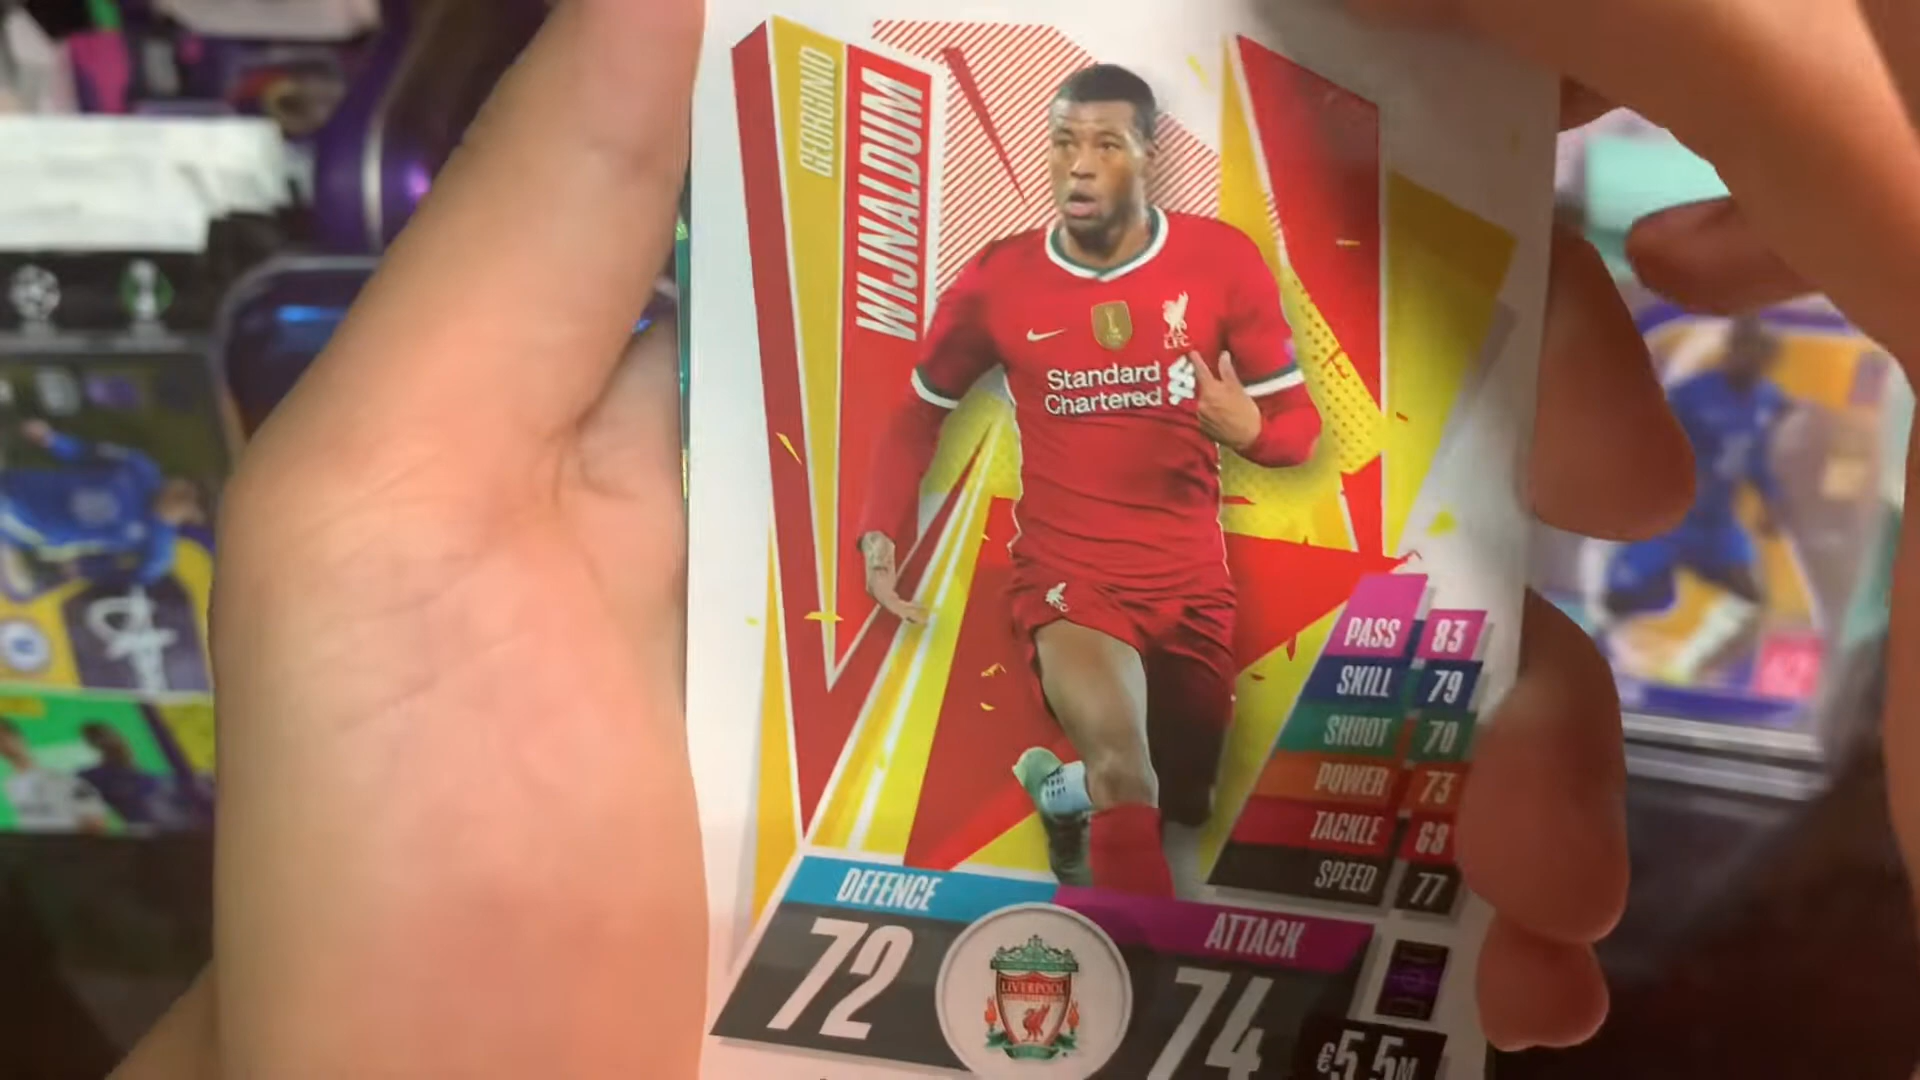 GEORGINIO
WIJNALDUM
LFC
Standard
Chartered
PASS 83
SKILL 79
SHOOT 70
POWER 73
TACKLE 68
SPEED 77
DEFENCE
72
ATTACK
74
LIVERPOOL
€5.5M